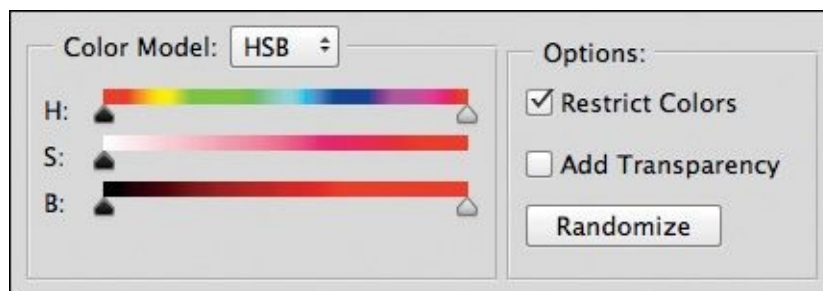 Color Model: HSB
H:
S:
B:
Options:
Restrict Colors
Add Transparency
Randomize